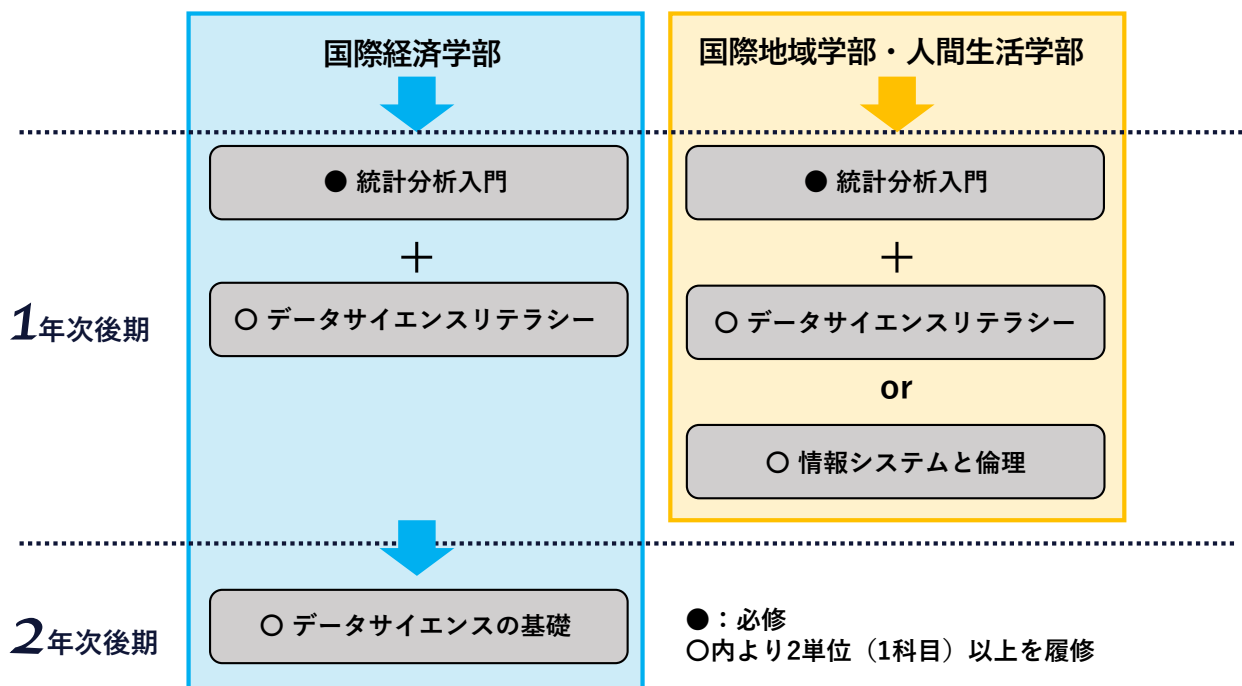 国際経済学部
国際地域学部・人間生活学部
● 統計分析入門
● 統計分析入門
＋
＋
1年次後期
○ データサイエンスリテラシー
○ データサイエンスリテラシー
or
○ 情報システムと倫理
2年次後期
○ データサイエンスの基礎
●：必修
○内より2単位（1科目）以上を履修